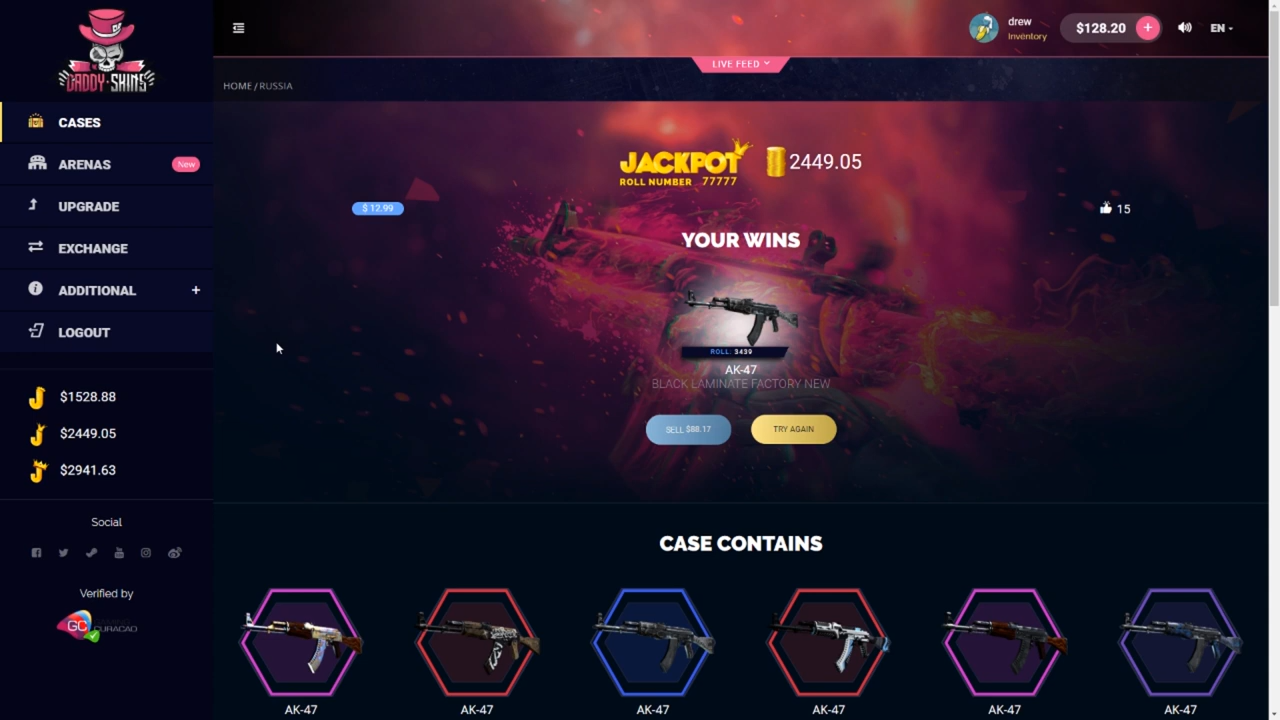 DADDY SKINS
CASES
ARENAS New
UPGRADE
EXCHANGE
ADDITIONAL +
LOGOUT
$1528.88
$2449.05
$2941.63
Social
Verified by
GC
CURACAO
drew
Inventory
$128.20 +
EN
LIVE FEED
HOME / RUSSIA
JACKPOT
ROLL NUMBER 77777
2449.05
$ 12.99
15
YOUR WINS
ROLL: 3439
AK-47
BLACK LAMINATE FACTORY NEW
SELL $88.17
TRY AGAIN
CASE CONTAINS
AK-47 AK-47 AK-47 AK-47 AK-47 AK-47